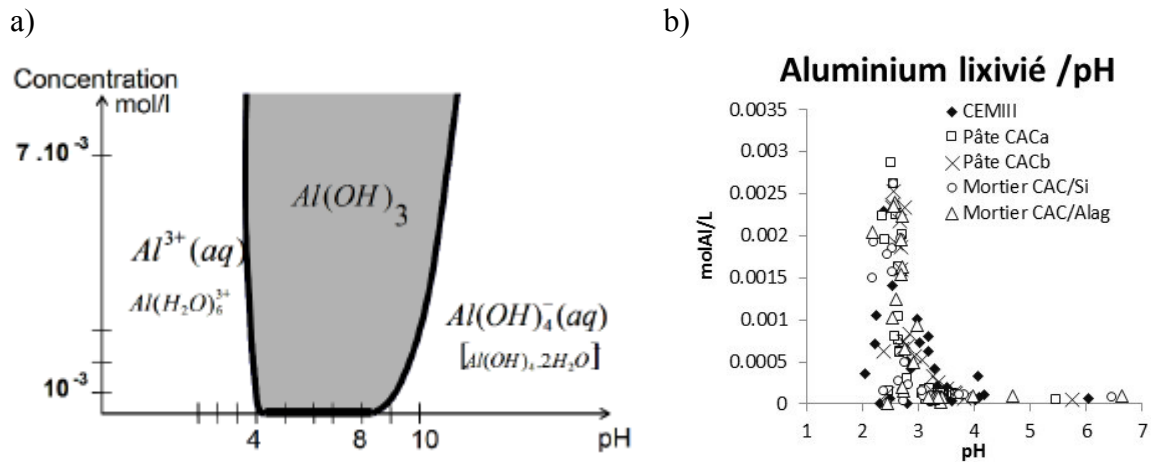 a)
Concentration
mol/l
7.10⁻³
10⁻³
Al(OH)₃
Al³⁺(aq)
Al(H₂O)₆³⁺
Al(OH)₄⁻(aq)
[Al(OH)₄.2H₂O]
4
8
10
pH
b)
Aluminium lixivié /pH
0.0035
0.003
0.0025
0.002
0.0015
0.001
0.0005
0
molAl/L
CEMIII
Pâte CACa
Pâte CACb
Mortier CAC/Si
Mortier CAC/Alag
1 2 3 4 5 6 7
pH